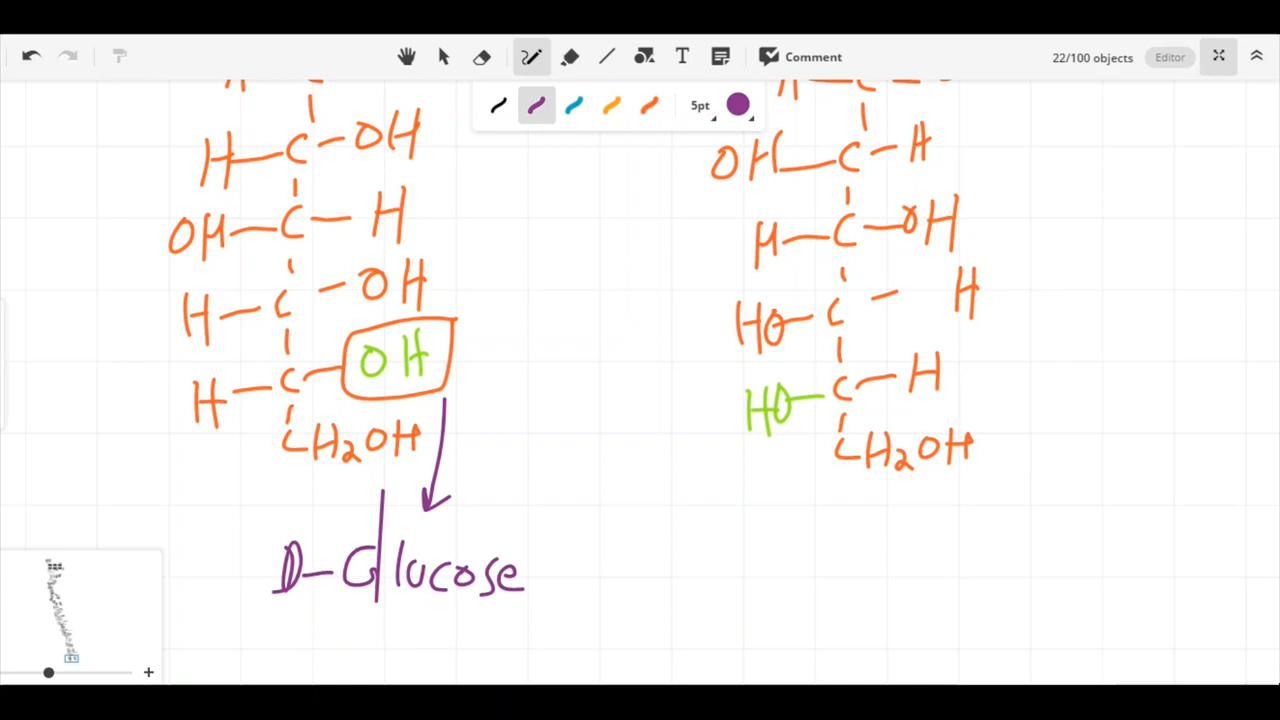 Comment
22/100 objects
Editor
5pt
H-C-OH
OH-C-H
H-C-OH
H-C-OH
CH2OH
D-Glucose
OH-C-H
H-C-OH
HO-C-H
HO-C-H
CH2OH